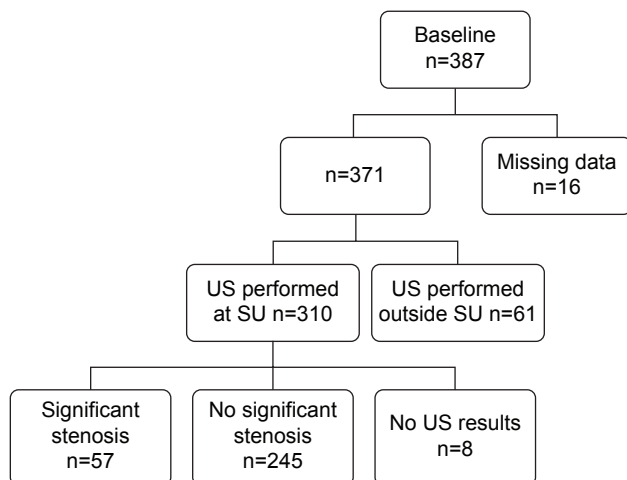 Baseline
n=387
n=371
Missing data
n=16
US performed
at SU n=310
US performed
outside SU n=61
Significant
stenosis
n=57
No significant
stenosis
n=245
No US results
n=8